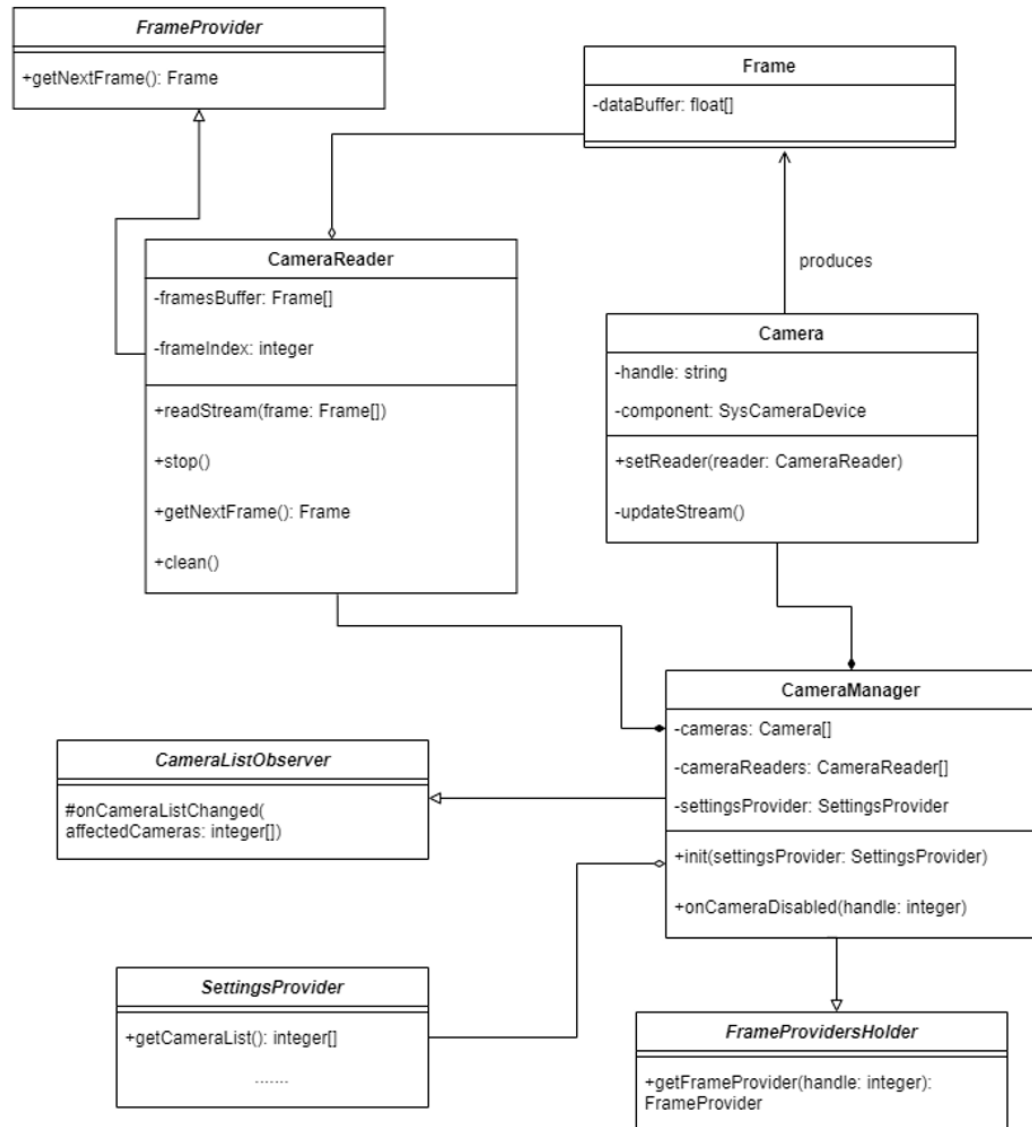 FrameProvider
+getNextFrame(): Frame
Frame
-dataBuffer: float[]
CameraReader
-framesBuffer: Frame[]
-frameIndex: integer
+readStream(frame: Frame[])
+stop()
+getNextFrame(): Frame
+clean()
produces
Camera
-handle: string
-component: SysCameraDevice
+setReader(reader: CameraReader)
-updateStream()
CameraManager
-cameras: Camera[]
-cameraReaders: CameraReader[]
-settingsProvider: SettingsProvider
+init(settingsProvider: SettingsProvider)
+onCameraDisabled(handle: integer)
CameraListObserver
#onCameraListChanged(
affectedCameras: integer[])
SettingsProvider
+getCameraList(): integer[]
.......
FrameProvidersHolder
+getFrameProvider(handle: integer):
FrameProvider